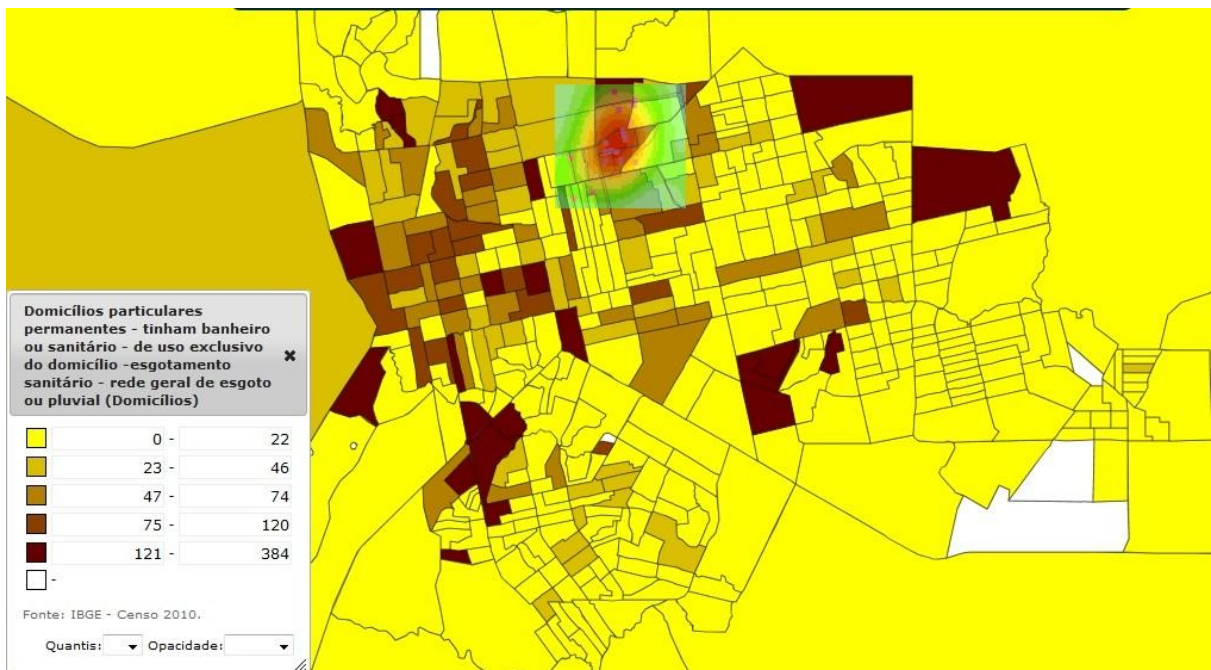 Domicílios particulares
permanentes - tinham banheiro
ou sanitário - de uso exclusivo
do domicílio -esgotamento
sanitário - rede geral de esgoto
ou pluvial (Domicílios)
0 - 22
23 - 46
47 - 74
75 - 120
121 - 384
-
Fonte: IBGE - Censo 2010.
Quantis: Opacidade: